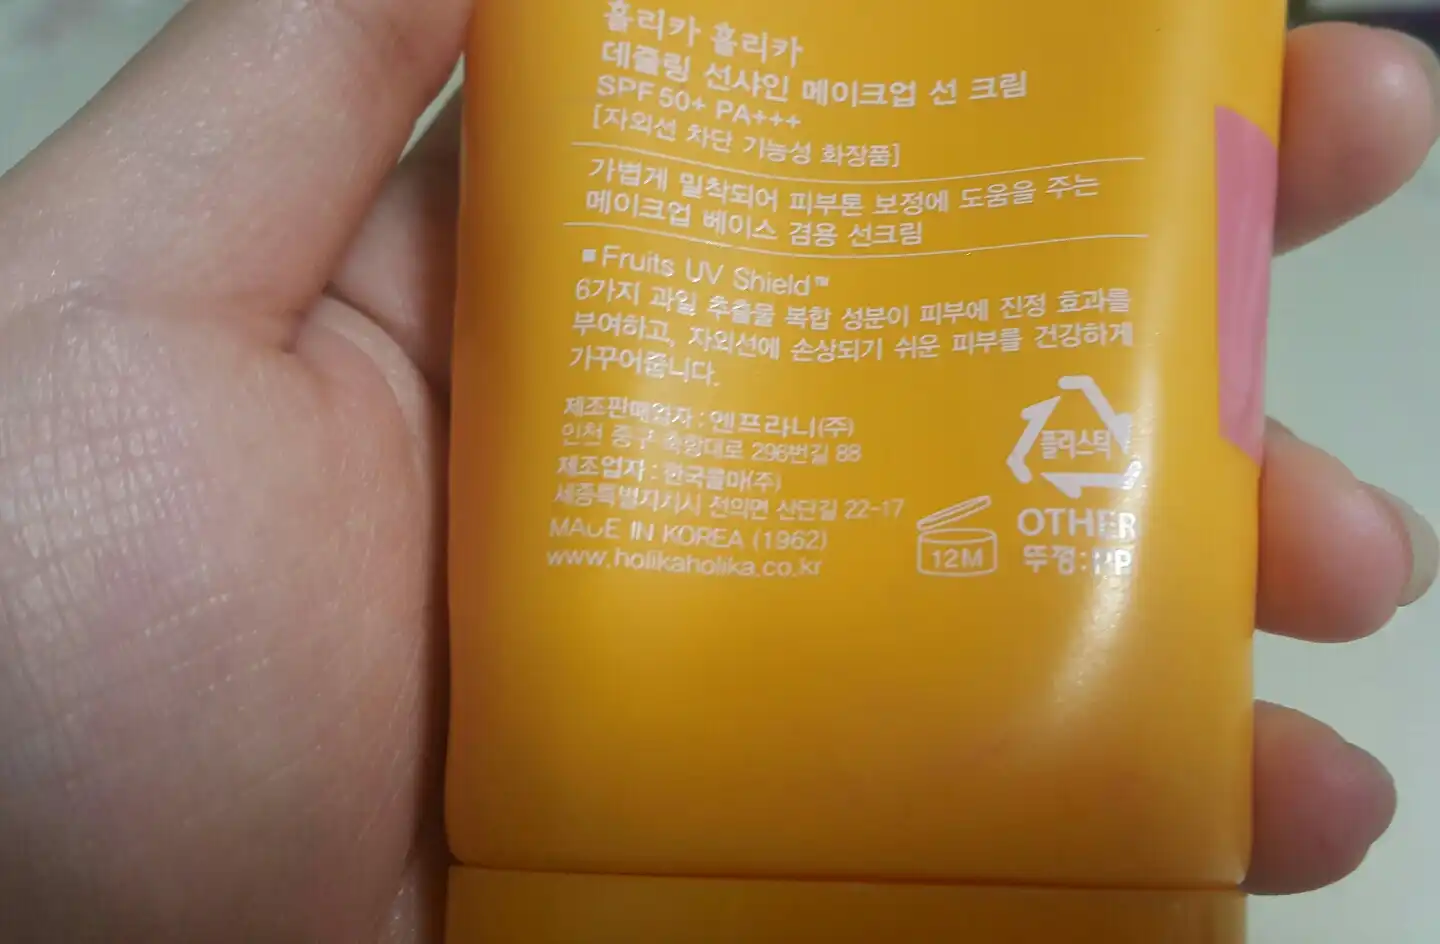 홀리카 홀리카
데즐링 선샤인 메이크업 선 크림
SPF 50+ PA+++
[자외선 차단 기능성 화장품]
가볍게 밀착되어 피부톤 보정에 도움을 주는
메이크업 베이스 겸용 선크림
▪Fruits UV Shield™
6가지 과일 추출물 복합 성분이 피부에 진정 효과를
부여하고, 자외선에 손상되기 쉬운 피부를 건강하게
가꾸어줍니다.
제조판매업자 : 엔프라니(주)
인천 중구 축항대로 296번길 88
제조업자 : 한국콜마(주)
세종특별자치시 전의면 산단길 22-17
MADE IN KOREA (1962)
www.holikaholika.co.kr
12M
플라스틱
OTHER
뚜껑:PP